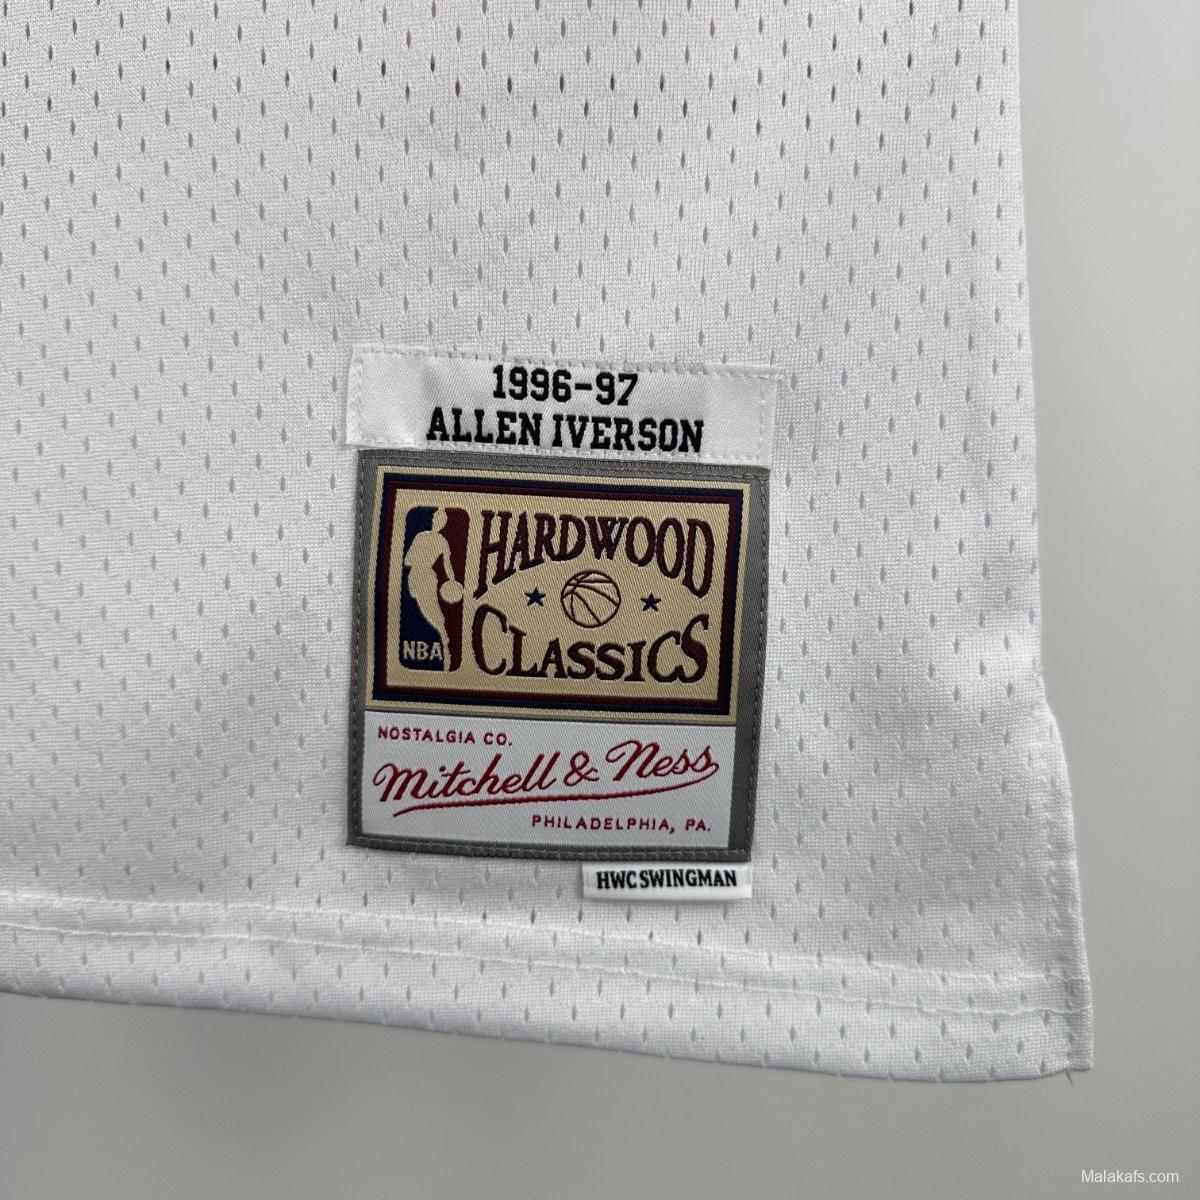 1996-97
ALLEN IVERSON
HARDWOOD
CLASSICS
NBA
NOSTALGIA CO.
Mitchell & Ness
PHILADELPHIA, PA.
HWC SWINGMAN
Malakafs.com